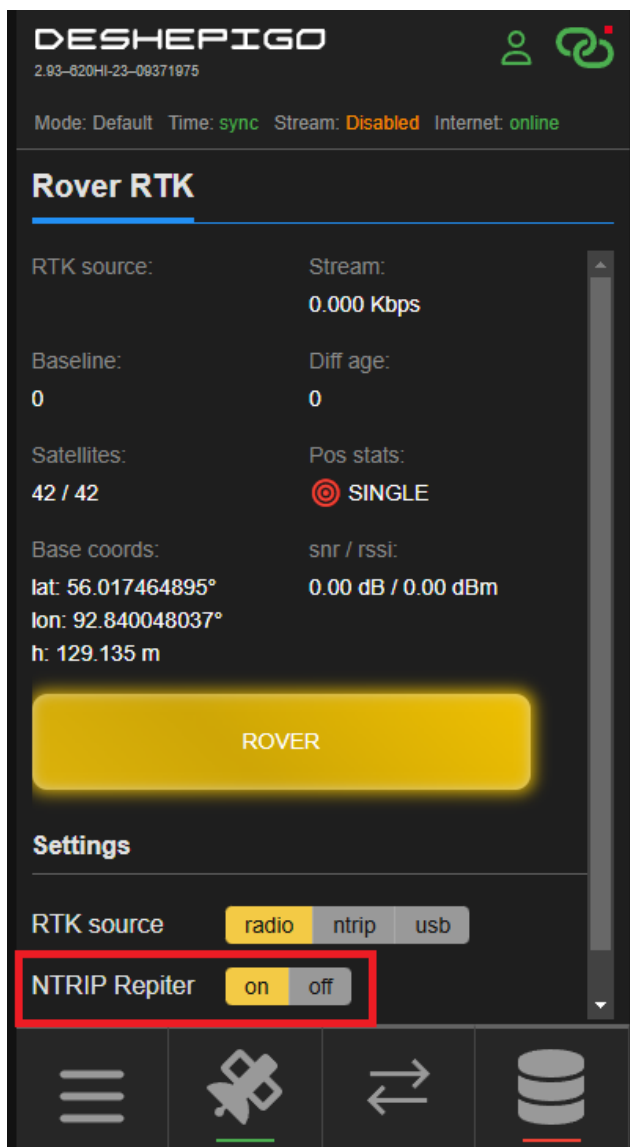 DESHEPIGO
2.93–620HI-23–09371975
Mode: Default Time: sync Stream: Disabled Internet: online
Rover RTK
RTK source: Stream:
0.000 Kbps
Baseline: Diff age:
0 0
Satellites: Pos stats:
42 / 42 SINGLE
Base coords: snr / rssi:
lat: 56.017464895° 0.00 dB / 0.00 dBm
lon: 92.840048037°
h: 129.135 m
ROVER
Settings
RTK source radio ntrip usb
NTRIP Repiter on off